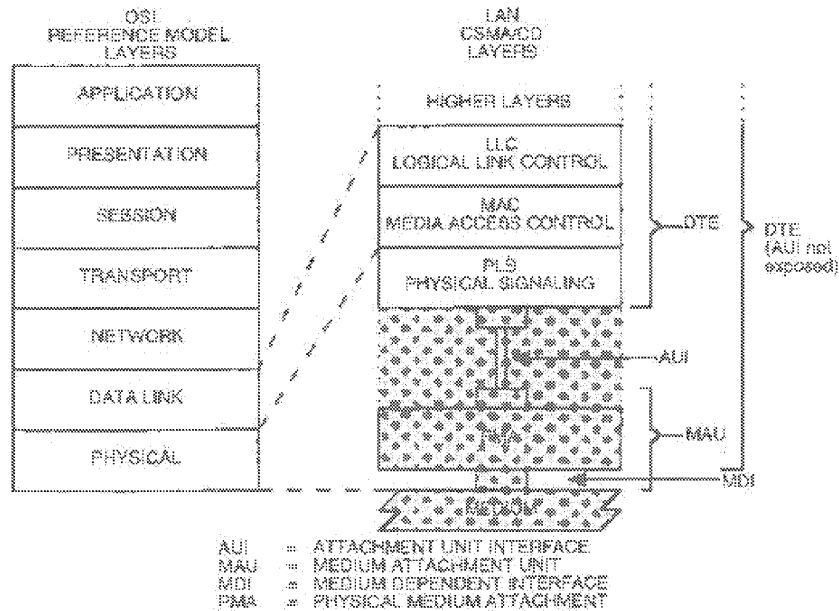 OSI
REFERENCE MODEL
LAYERS
APPLICATION
PRESENTATION
SESSION
TRANSPORT
NETWORK
DATA LINK
PHYSICAL
LAN
CSMA/CD
LAYERS
HIGHER LAYERS
LLC
LOGICAL LINK CONTROL
MAC
MEDIA ACCESS CONTROL
PLS
PHYSICAL SIGNALING
PMA
MEDIUM
DTE
DTE
(AUI not
exposed)
AUI
MAU
MDI
AUI = ATTACHMENT UNIT INTERFACE
MAU = MEDIUM ATTACHMENT UNIT
MDI = MEDIUM DEPENDENT INTERFACE
PMA = PHYSICAL MEDIUM ATTACHMENT